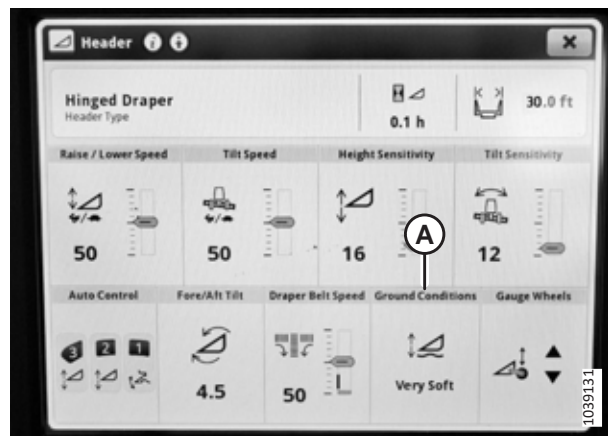 Header
Hinged Draper
Header Type
0.1 h
30.0 ft
Raise / Lower Speed
Tilt Speed
Height Sensitivity
Tilt Sensitivity
50
50
16
12
A
Auto Control
Fore/Aft Tilt
Draper Belt Speed
Ground Conditions
Gauge Wheels
3 2 1
4.5
50
Very Soft
1039131